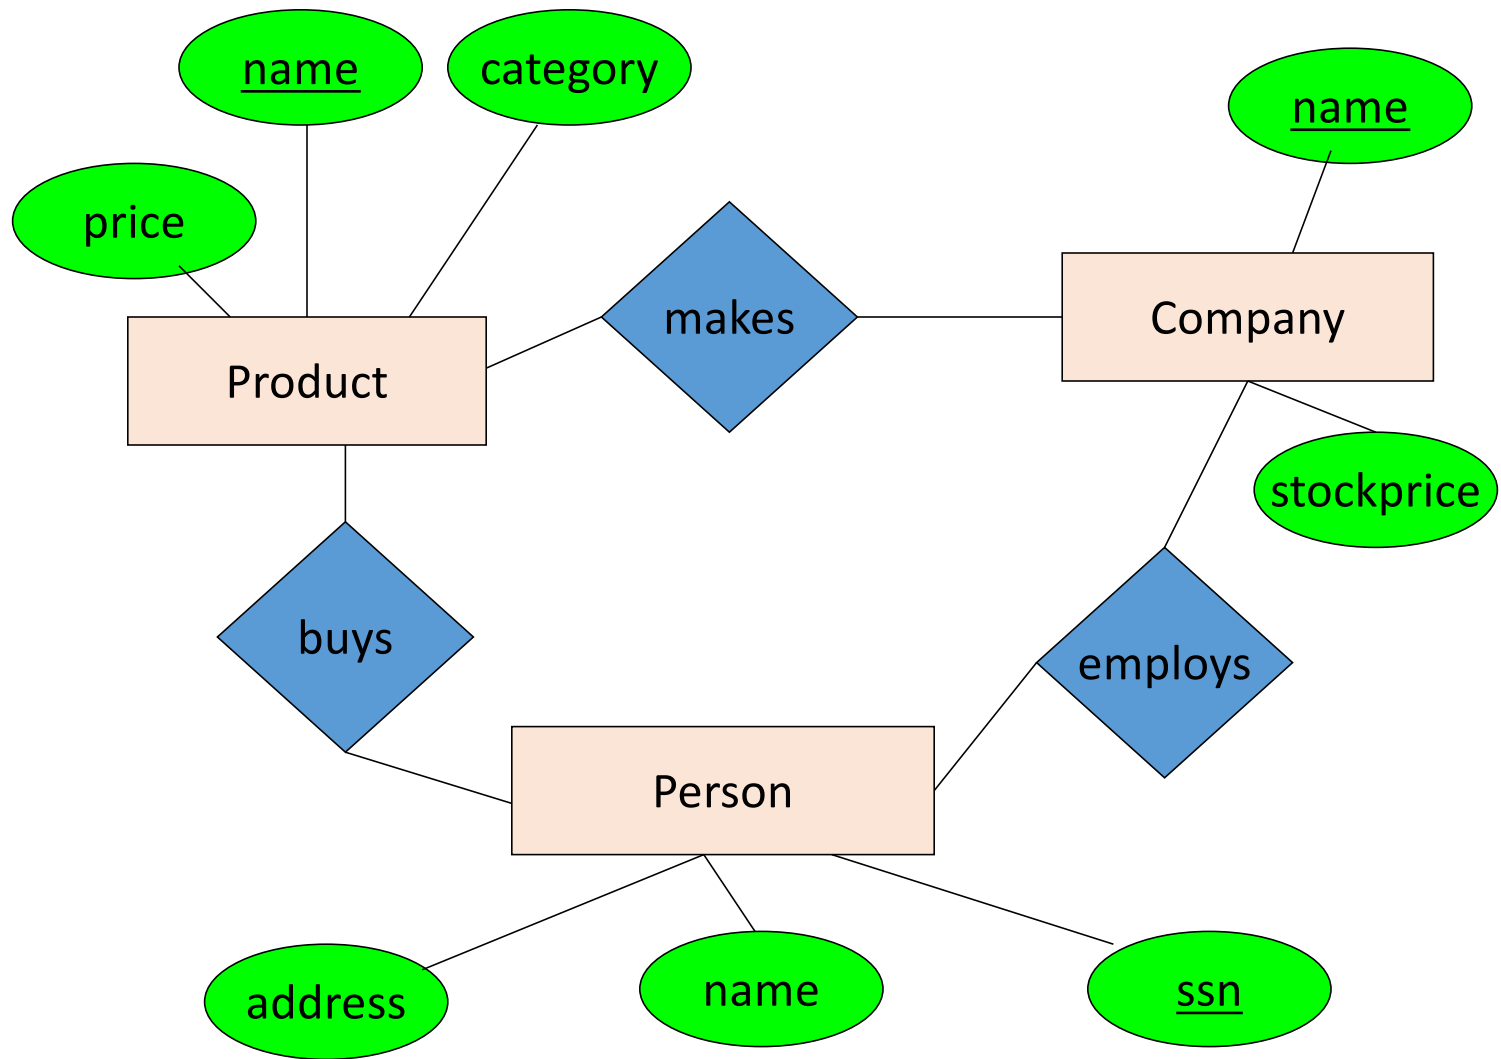 name
category
name
price
makes
Company
Product
stockprice
buys
employs
Person
address
name
ssn